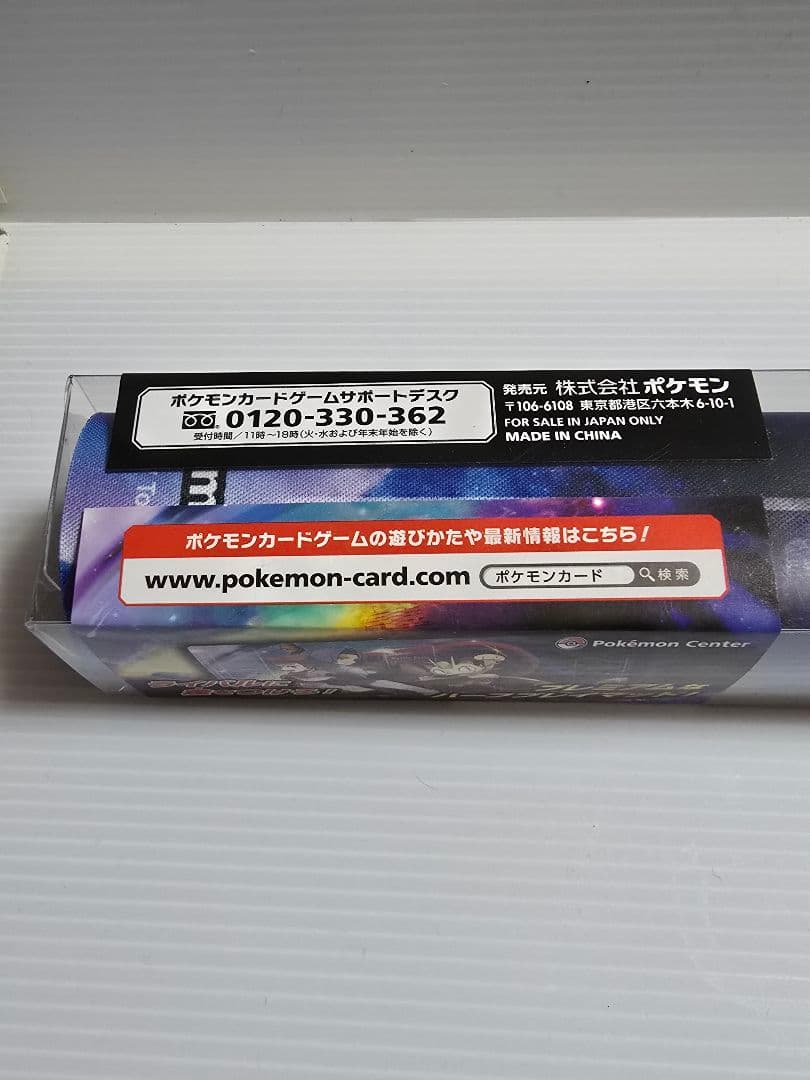 ポケモンカードゲームサポートデスク
0120-330-362
受付時間/11時～18時(火・水および年末年始を除く)
発売元 株式会社 ポケモン
〒106-6108 東京都港区六本木6-10-1
FOR SALE IN JAPAN ONLY
MADE IN CHINA
m
To
ポケモンカードゲームの遊びかたや最新情報はこちら!
www.pokemon-card.com ポケモンカード 検索
Pokémon Center